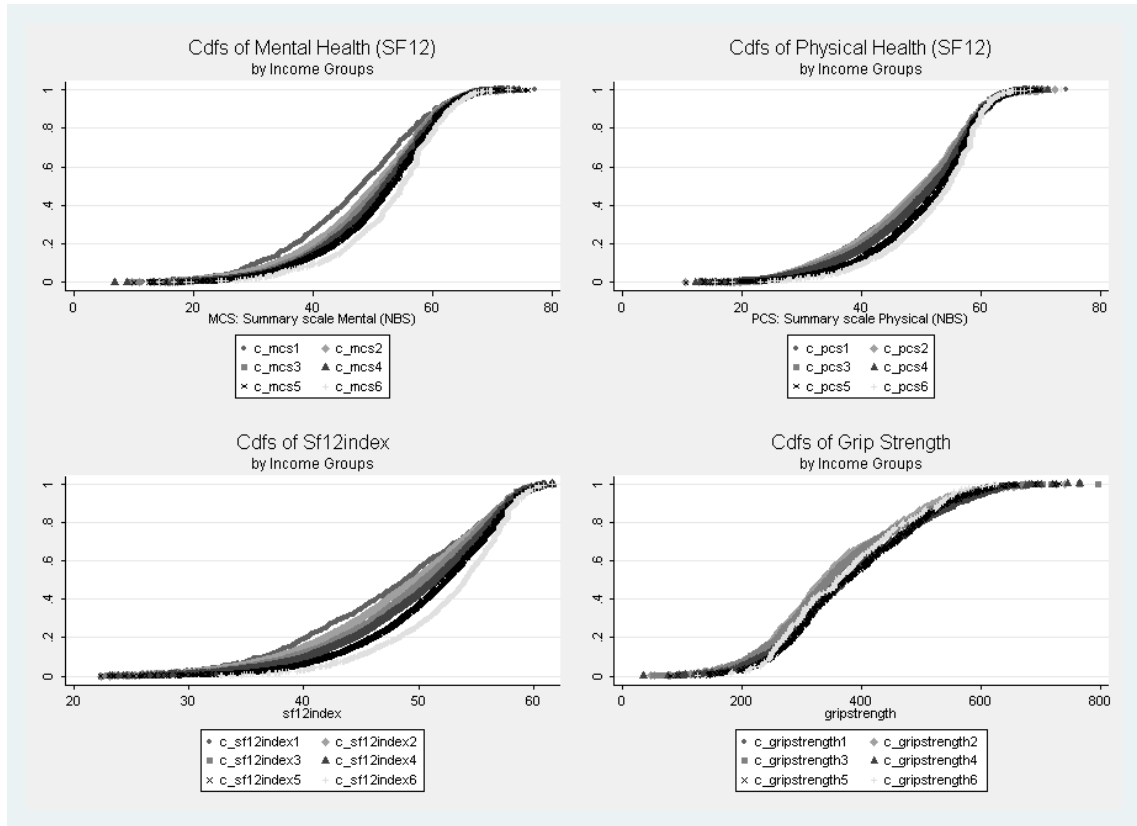 Cdfs of Mental Health (SF12)
by Income Groups
0 .2 .4 .6 .8 1
0 20 40 60 80
MCS: Summary scale Mental (NBS)
c_mcs1 c_mcs2
c_mcs3 c_mcs4
c_mcs5 c_mcs6
Cdfs of Physical Health (SF12)
by Income Groups
0 .2 .4 .6 .8 1
0 20 40 60 80
PCS: Summary scale Physical (NBS)
c_pcs1 c_pcs2
c_pcs3 c_pcs4
c_pcs5 c_pcs6
Cdfs of Sf12index
by Income Groups
0 .2 .4 .6 .8 1
20 30 40 50 60
sf12index
c_sf12index1 c_sf12index2
c_sf12index3 c_sf12index4
c_sf12index5 c_sf12index6
Cdfs of Grip Strength
by Income Groups
0 .2 .4 .6 .8 1
0 200 400 600 800
gripstrength
c_gripstrength1 c_gripstrength2
c_gripstrength3 c_gripstrength4
c_gripstrength5 c_gripstrength6